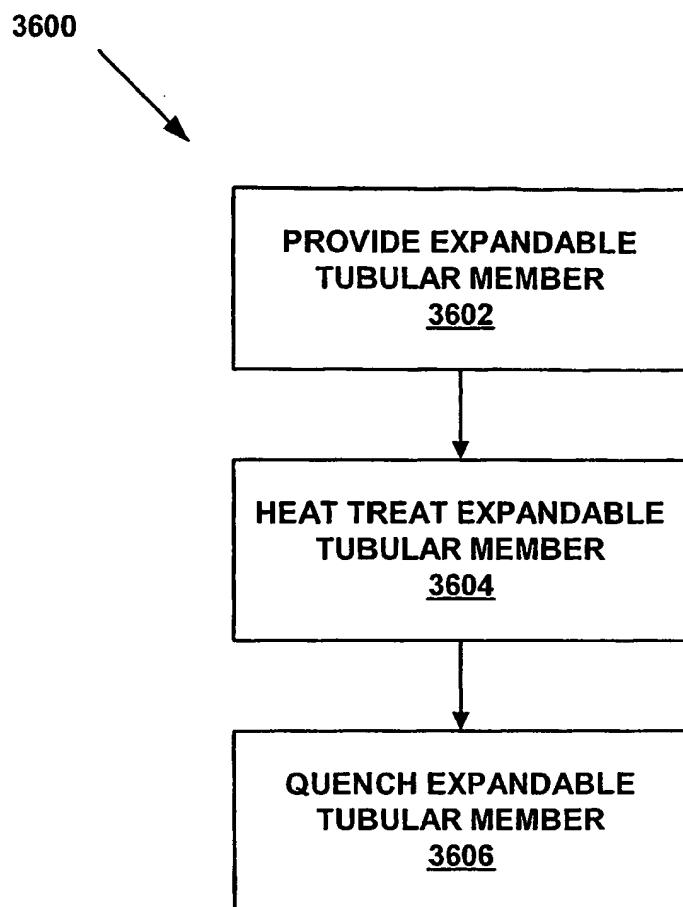 3600
PROVIDE EXPANDABLE
TUBULAR MEMBER
3602
HEAT TREAT EXPANDABLE
TUBULAR MEMBER
3604
QUENCH EXPANDABLE
TUBULAR MEMBER
3606